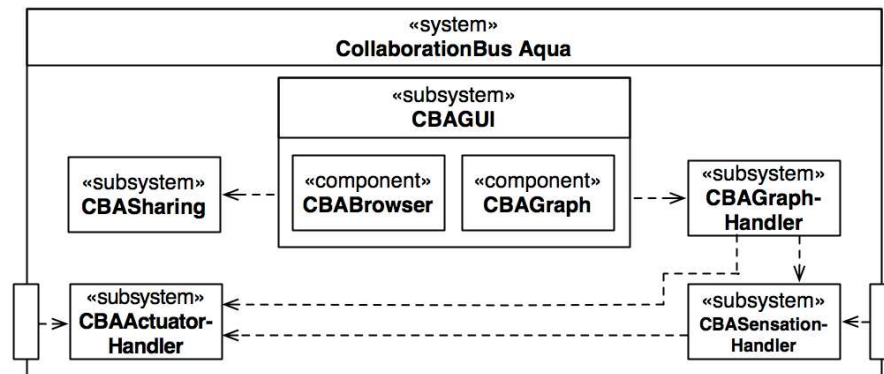 «system»
CollaborationBus Aqua
«subsystem»
CBAGUI
«subsystem»
CBASharing
«component»
CBABrowser
«component»
CBAGraph
«subsystem»
CBAGraph-
Handler
«subsystem»
CBAActuator-
Handler
«subsystem»
CBASensation-
Handler